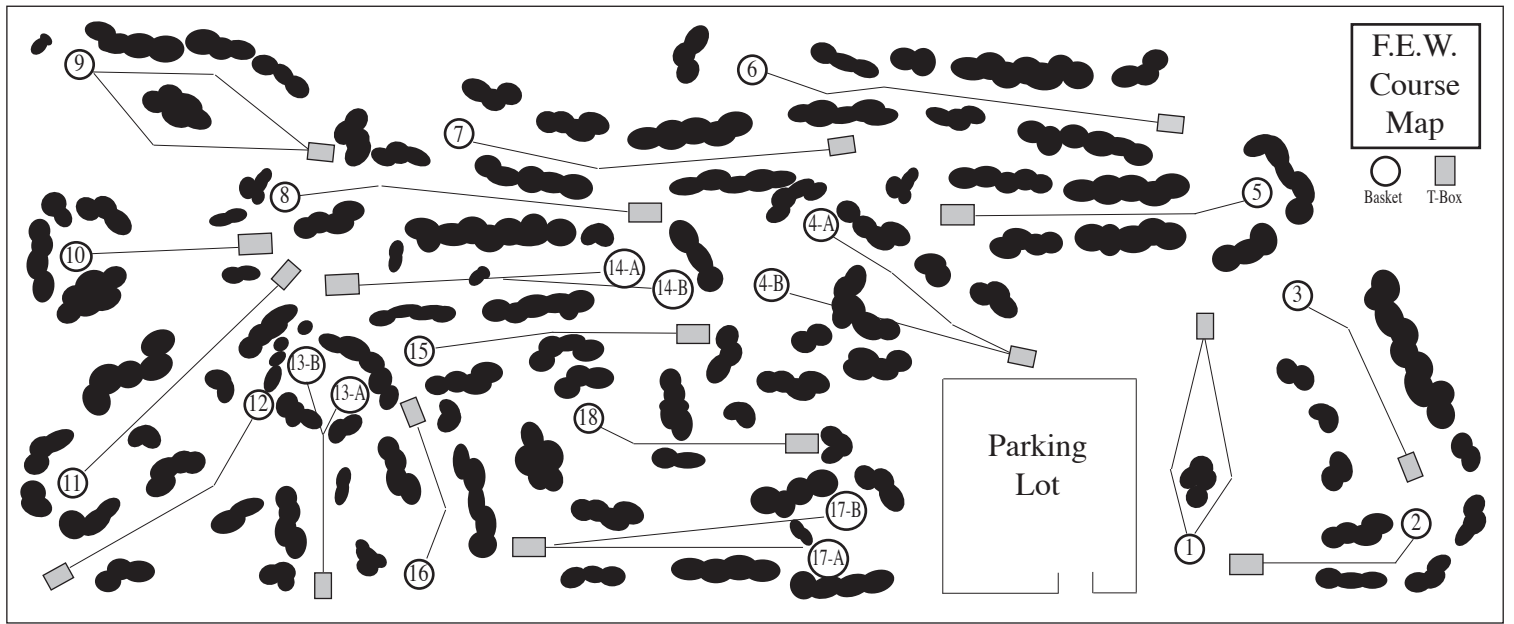 F.E.W.
Course
Map
Basket
T-Box
9
6
7
8
5
4-A
10
14-A
14-B
4-B
3
15
13-B
13-A
12
18
Parking
Lot
11
17-B
2
1
17-A
16